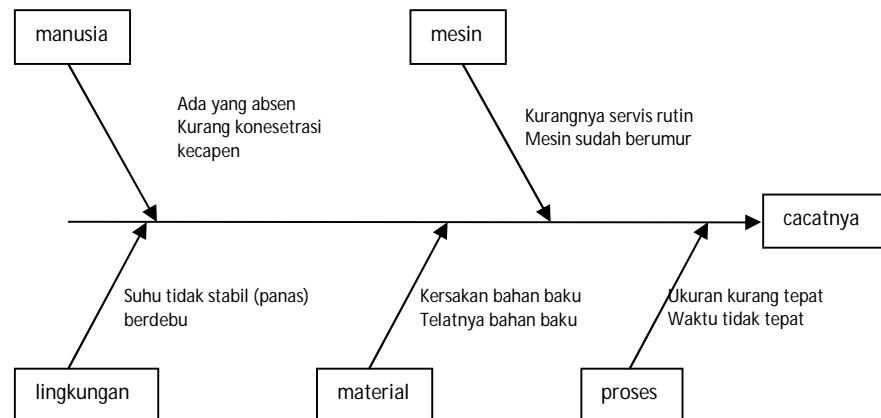 manusia
mesin
Ada yang absen
Kurang konesetrasi
kecapen
Kurangnya servis rutin
Mesin sudah berumur
cacatnya
Suhu tidak stabil (panas)
berdebu
Kersakan bahan baku
Telatnya bahan baku
Ukuran kurang tepat
Waktu tidak tepat
lingkungan
material
proses